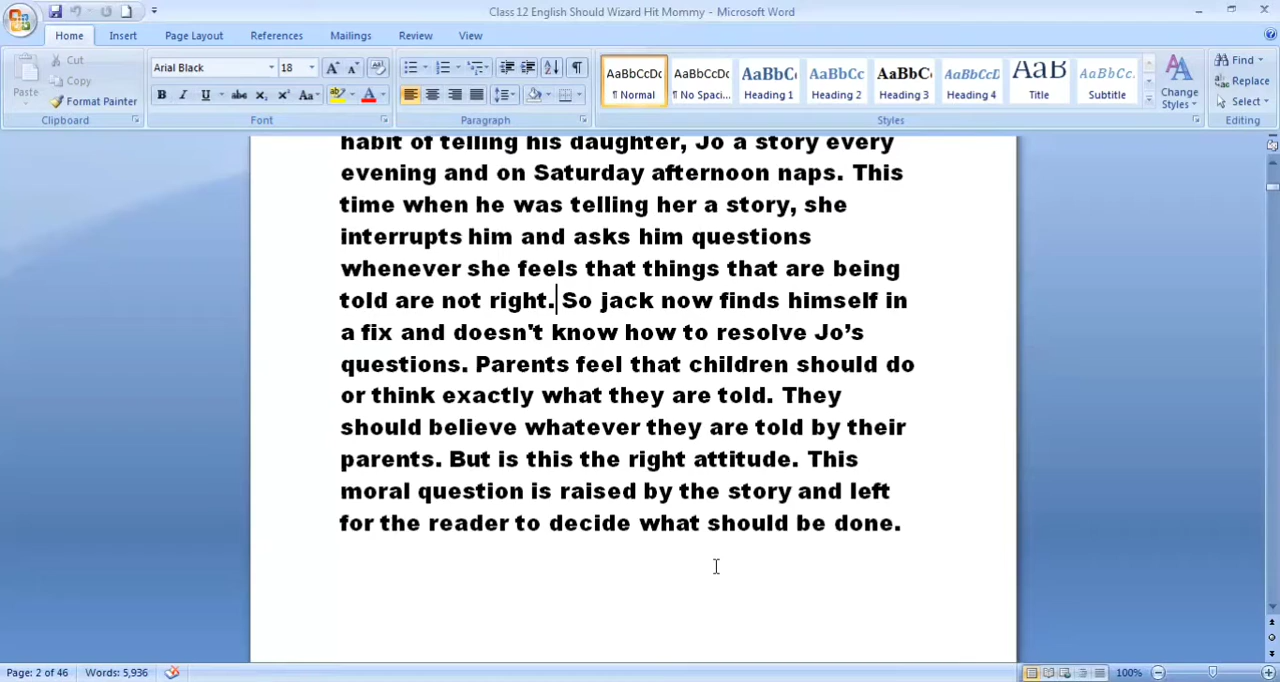 Class 12 English Should Wizard Hit Mommy - Microsoft Word
Home Insert Page Layout References Mailings Review View
Paste
Cut
Copy
Format Painter
Clipboard
Arial Black 18
Font
Paragraph
AaBbCcDc AaBbCcDc AaBbC AaBbCc AaBbC AaBbCcD AaB AaBbCc
¶ Normal ¶ No Spaci... Heading 1 Heading 2 Heading 3 Heading 4 Title Subtitle
Change Styles
Styles
Find
Replace
Select
Editing
habit of telling his daughter, Jo a story every
evening and on Saturday afternoon naps. This
time when he was telling her a story, she
interrupts him and asks him questions
whenever she feels that things that are being
told are not right. So jack now finds himself in
a fix and doesn't know how to resolve Jo’s
questions. Parents feel that children should do
or think exactly what they are told. They
should believe whatever they are told by their
parents. But is this the right attitude. This
moral question is raised by the story and left
for the reader to decide what should be done.
Page: 2 of 46 Words: 5,936 100%